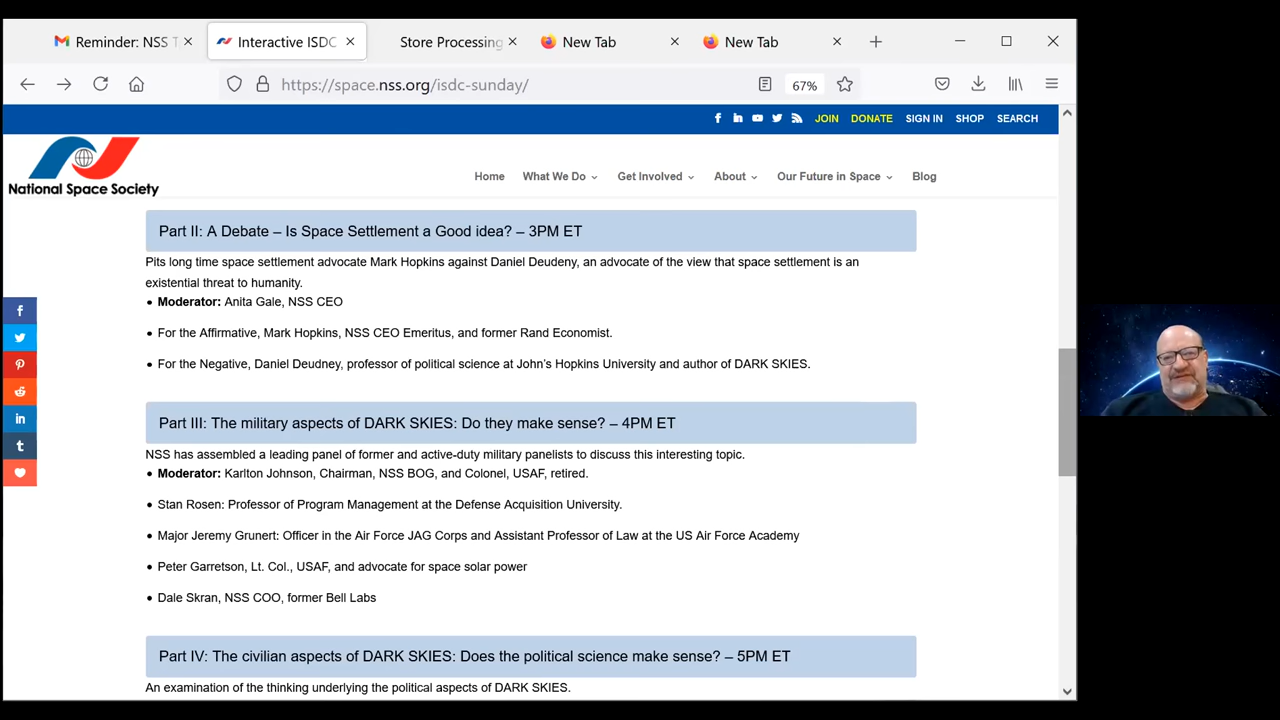 Reminder: NSS T
Interactive ISDC
Store Processing
New Tab
New Tab
https://space.nss.org/isdc-sunday/
67%
JOIN DONATE SIGN IN SHOP SEARCH
National Space Society
Home What We Do Get Involved About Our Future in Space Blog
Part II: A Debate – Is Space Settlement a Good idea? – 3PM ET
Pits long time space settlement advocate Mark Hopkins against Daniel Deudeny, an advocate of the view that space settlement is an
existential threat to humanity.
• Moderator: Anita Gale, NSS CEO
• For the Affirmative, Mark Hopkins, NSS CEO Emeritus, and former Rand Economist.
• For the Negative, Daniel Deudney, professor of political science at John's Hopkins University and author of DARK SKIES.
Part III: The military aspects of DARK SKIES: Do they make sense? – 4PM ET
NSS has assembled a leading panel of former and active-duty military panelists to discuss this interesting topic.
• Moderator: Karlton Johnson, Chairman, NSS BOG, and Colonel, USAF, retired.
• Stan Rosen: Professor of Program Management at the Defense Acquisition University.
• Major Jeremy Grunert: Officer in the Air Force JAG Corps and Assistant Professor of Law at the US Air Force Academy
• Peter Garretson, Lt. Col., USAF, and advocate for space solar power
• Dale Skran, NSS COO, former Bell Labs
Part IV: The civilian aspects of DARK SKIES: Does the political science make sense? – 5PM ET
An examination of the thinking underlying the political aspects of DARK SKIES.